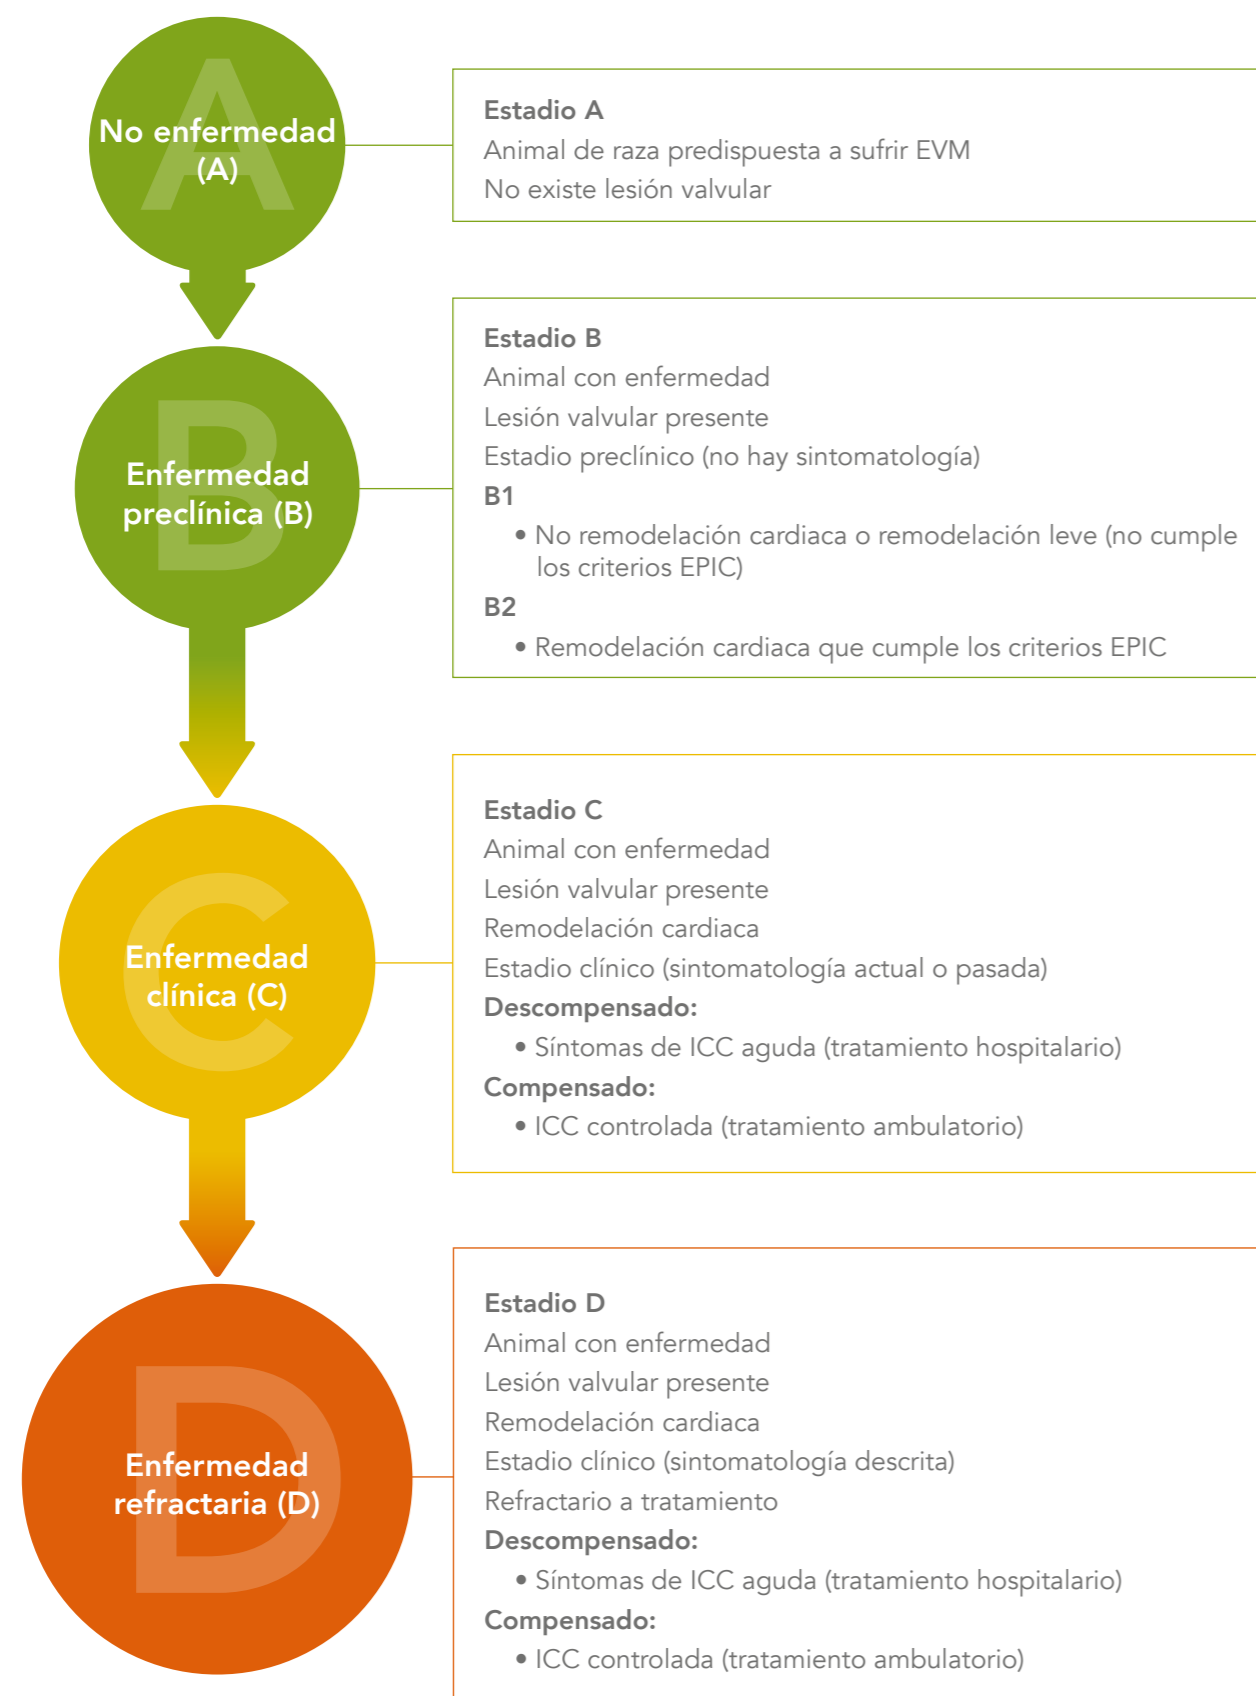 A
No enfermedad
(A)
Estadio A
Animal de raza predispuesta a sufrir EVM
No existe lesión valvular
B
Enfermedad
preclínica (B)
Estadio B
Animal con enfermedad
Lesión valvular presente
Estadio preclínico (no hay sintomatología)
B1
• No remodelación cardiaca o remodelación leve (no cumple
los criterios EPIC)
B2
• Remodelación cardiaca que cumple los criterios EPIC
C
Enfermedad
clínica (C)
Estadio C
Animal con enfermedad
Lesión valvular presente
Remodelación cardiaca
Estadio clínico (sintomatología actual o pasada)
Descompensado:
• Síntomas de ICC aguda (tratamiento hospitalario)
Compensado:
• ICC controlada (tratamiento ambulatorio)
D
Enfermedad
refractaria (D)
Estadio D
Animal con enfermedad
Lesión valvular presente
Remodelación cardiaca
Estadio clínico (sintomatología descrita)
Refractario a tratamiento
Descompensado:
• Síntomas de ICC aguda (tratamiento hospitalario)
Compensado:
• ICC controlada (tratamiento ambulatorio)